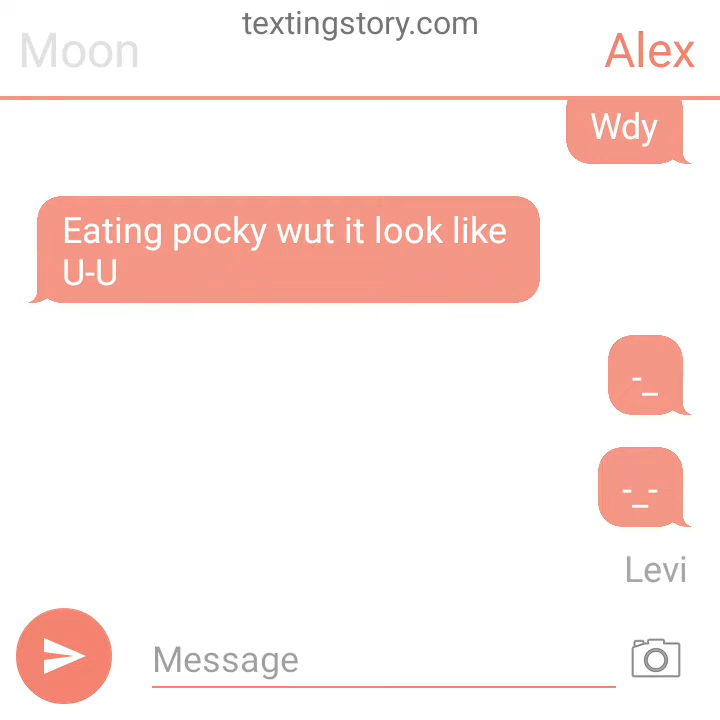 textingstory.com
Moon
Alex
Wdy
Eating pocky wut it look like
U-U
-_
-_-
Levi
Message